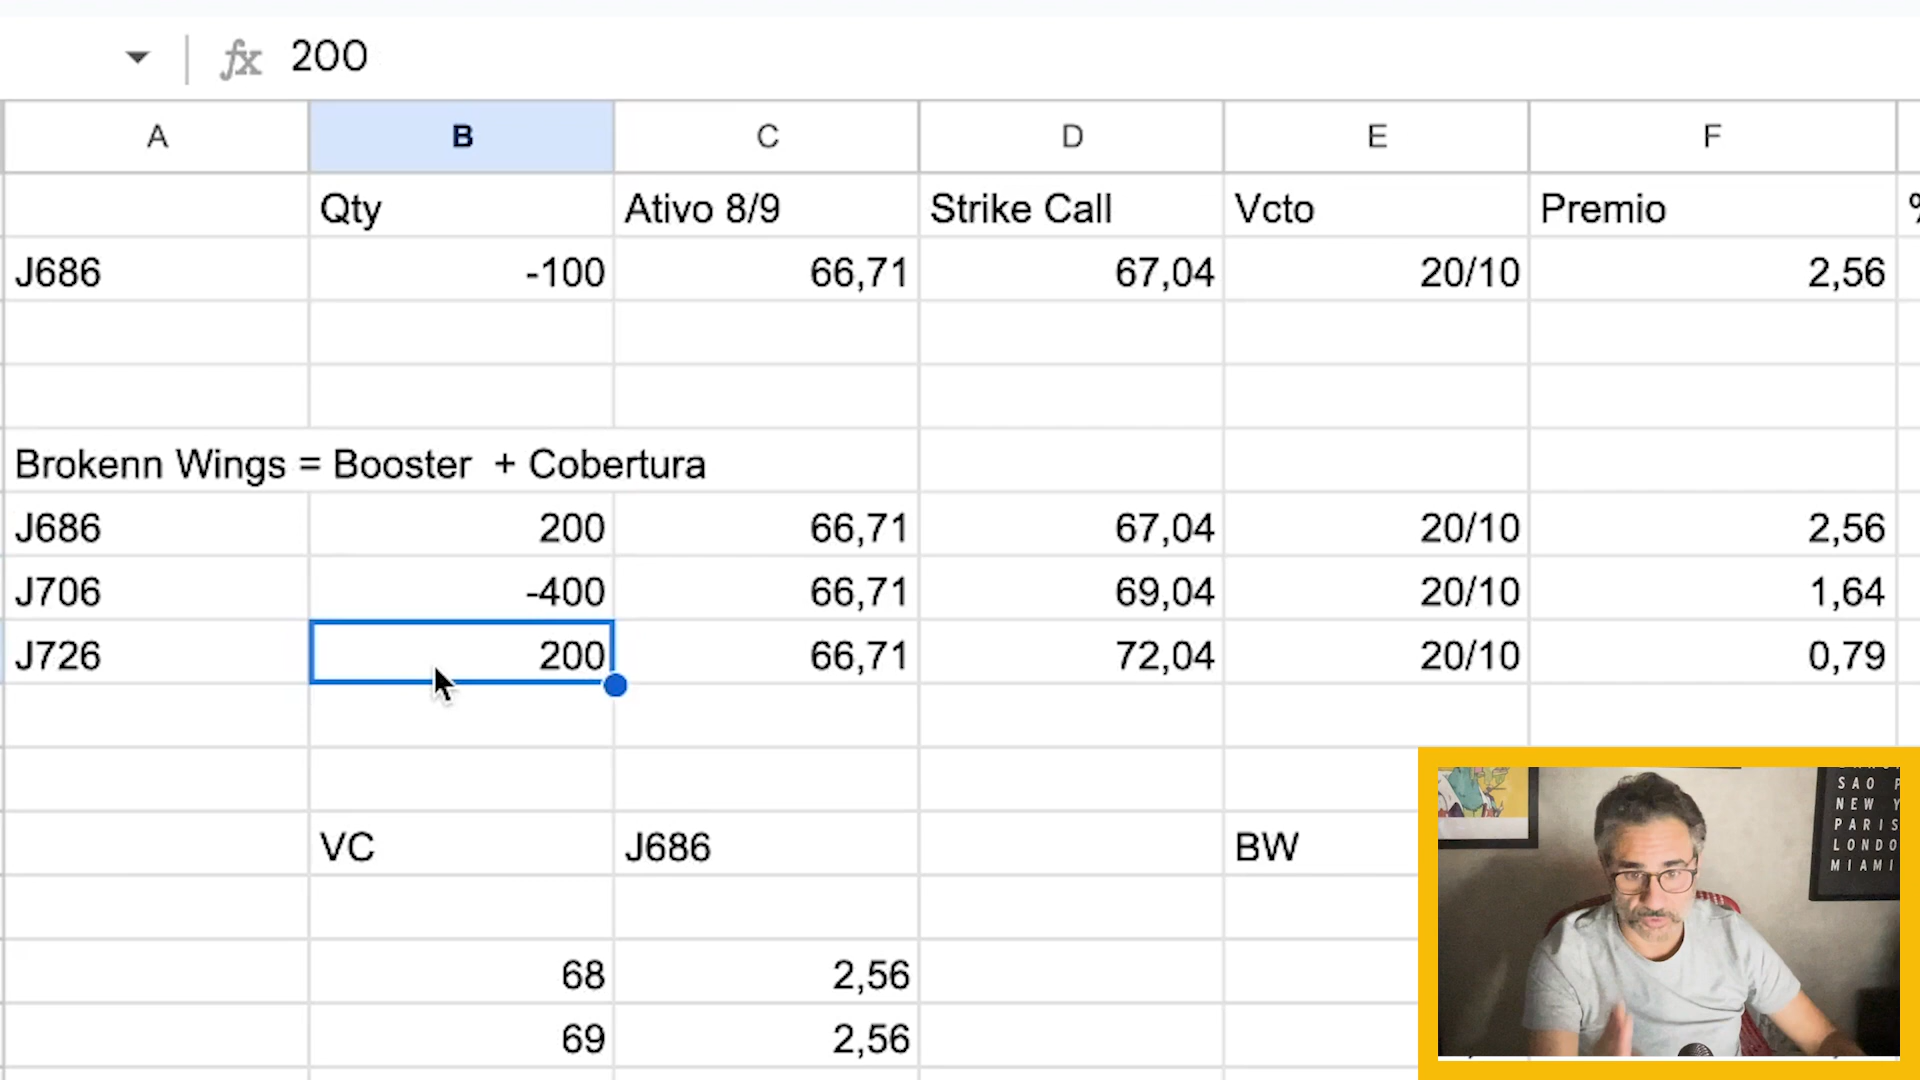 fx 200
A B C D E F
Qty Ativo 8/9 Strike Call Vcto Premio %
J686 -100 66,71 67,04 20/10 2,56
Brokenn Wings = Booster + Cobertura
J686 200 66,71 67,04 20/10 2,56
J706 -400 66,71 69,04 20/10 1,64
J726 200 66,71 72,04 20/10 0,79
VC J686 BW
68 2,56
69 2,56
SAO P
NEW Y
PARIS
LONDO
MIAMI